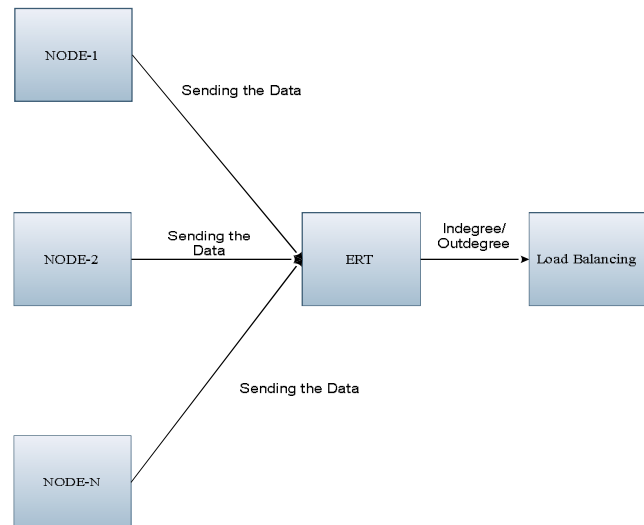 NODE-1
Sending the Data
NODE-2
Sending the
Data
ERT
Indegree/
Outdegree
Load Balancing
Sending the Data
NODE-N